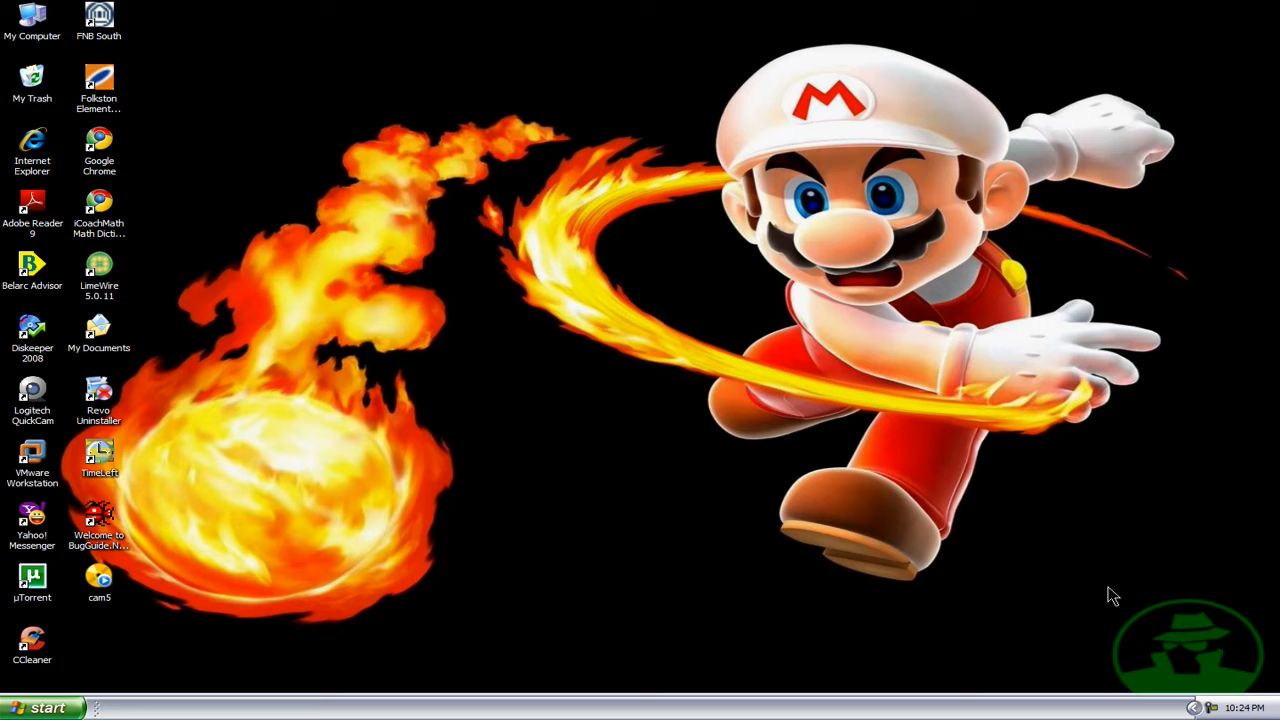 My Computer
FNB South
My Trash
Folkston
Element...
Internet
Explorer
Google
Chrome
Adobe Reader
9
iCoachMath
Math Dicti...
Belarc Advisor
LimeWire
5.0.11
Diskeeper
2008
My Documents
Logitech
QuickCam
Revo
Uninstaller
VMware
Workstation
TimeLeft
Yahoo!
Messenger
Welcome to
BugGuide.N...
µTorrent
cam5
CCleaner
M
start
10:24 PM